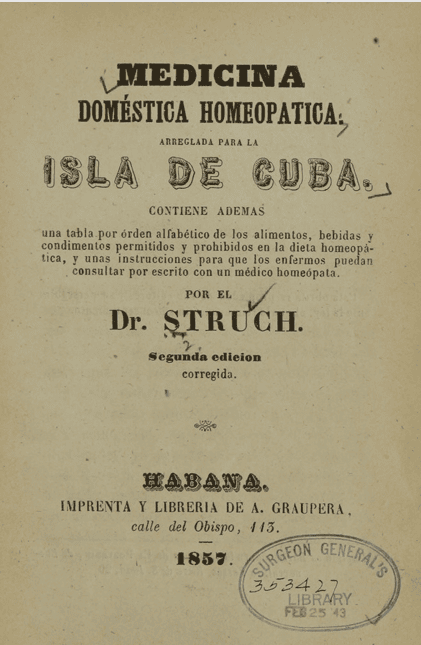 MEDICINA
DOMÉSTICA HOMEOPATICA:
ARREGLADA PARA LA
ISLA DE CUBA.
CONTIENE ADEMAS
una tabla por órden alfabético de los alimentos, bebidas y
condimentos permitidos y prohibidos en la dieta homeopá-
tica, y unas instrucciones para que los enfermos puedan
consultar por escrito con un médico homeópata.
POR EL
Dr. STRUCH.
2.
Segunda edicion
corregida.
HABANA.
IMPRENTA Y LIBRERIA DE A. GRAUPERA,
calle del Obispo, 113.
1857.
SURGEON GENERAL'S
353427
LIBRARY
FEB 25 43